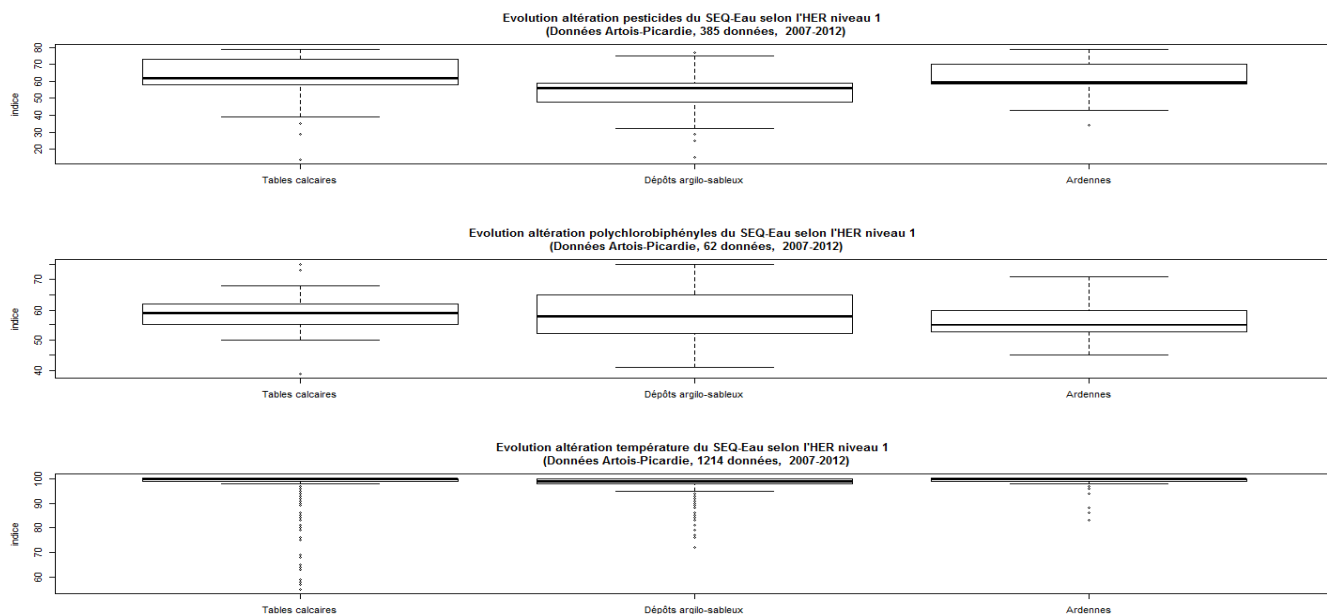 Evolution altération pesticides du SEQ-Eau selon l'HER niveau 1
(Données Artois-Picardie, 385 données, 2007-2012)
80
70
60
50
40
30
20
indice
Tables calcaires
Dépôts argilo-sableux
Ardennes
Evolution altération polychlorobiphényles du SEQ-Eau selon l'HER niveau 1
(Données Artois-Picardie, 62 données, 2007-2012)
70
60
50
40
indice
Tables calcaires
Dépôts argilo-sableux
Ardennes
Evolution altération température du SEQ-Eau selon l'HER niveau 1
(Données Artois-Picardie, 1214 données, 2007-2012)
100
90
80
70
60
indice
Tables calcaires
Dépôts argilo-sableux
Ardennes